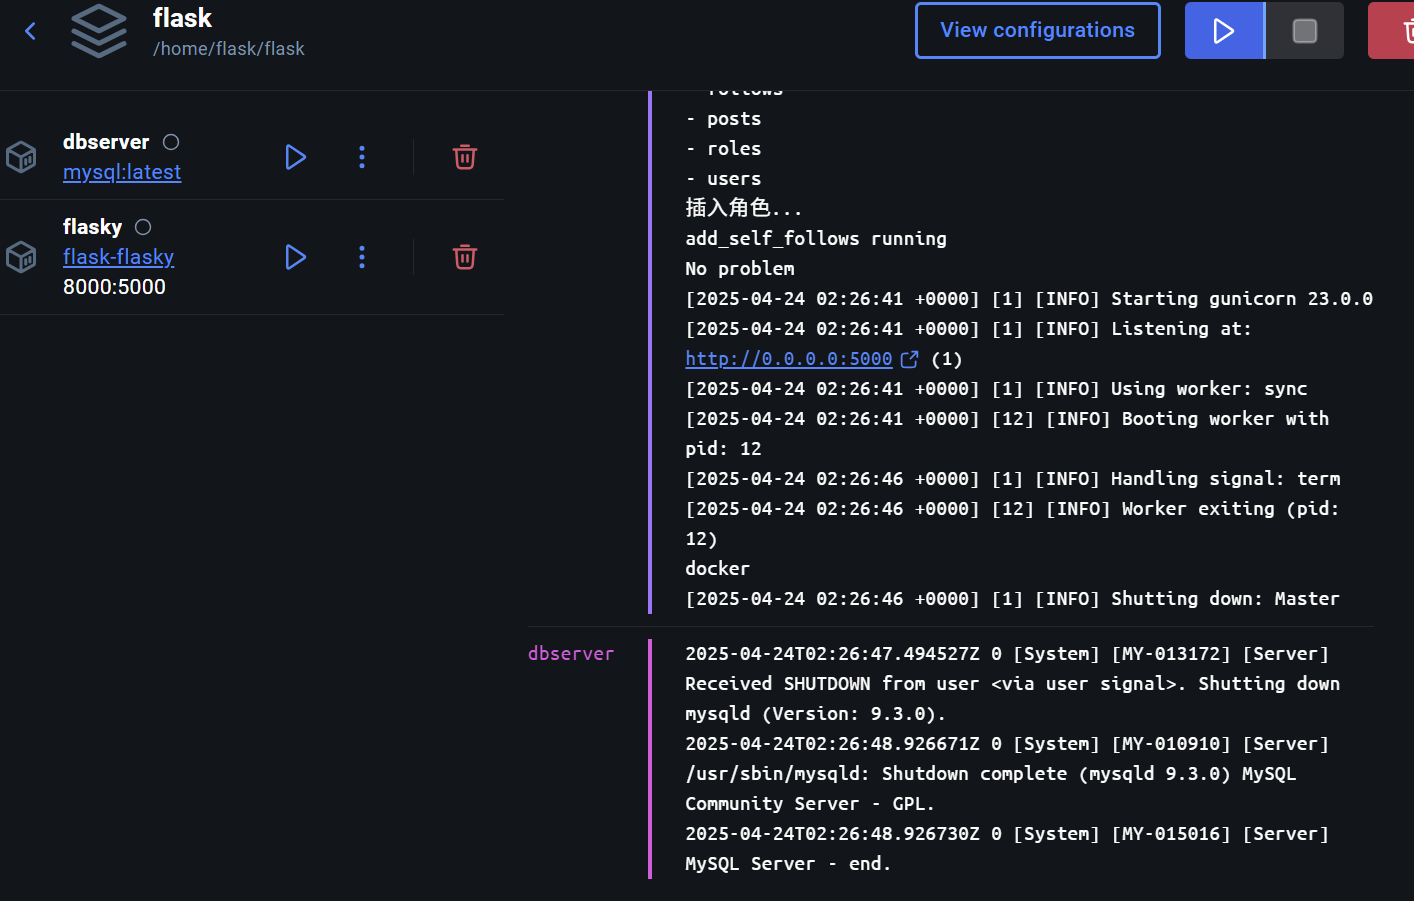 flask
/home/flask/flask
View configurations
dbserver
mysql:latest
flasky
flask-flasky
8000:5000
- follows
- posts
- roles
- users
插入角色...
add_self_follows running
No problem
[2025-04-24 02:26:41 +0000] [1] [INFO] Starting gunicorn 23.0.0
[2025-04-24 02:26:41 +0000] [1] [INFO] Listening at:
http://0.0.0.0:5000 (1)
[2025-04-24 02:26:41 +0000] [1] [INFO] Using worker: sync
[2025-04-24 02:26:41 +0000] [12] [INFO] Booting worker with
pid: 12
[2025-04-24 02:26:46 +0000] [1] [INFO] Handling signal: term
[2025-04-24 02:26:46 +0000] [12] [INFO] Worker exiting (pid:
12)
docker
[2025-04-24 02:26:46 +0000] [1] [INFO] Shutting down: Master
dbserver
2025-04-24T02:26:47.494527Z 0 [System] [MY-013172] [Server]
Received SHUTDOWN from user <via user signal>. Shutting down
mysqld (Version: 9.3.0).
2025-04-24T02:26:48.926671Z 0 [System] [MY-010910] [Server]
/usr/sbin/mysqld: Shutdown complete (mysqld 9.3.0) MySQL
Community Server - GPL.
2025-04-24T02:26:48.926730Z 0 [System] [MY-015016] [Server]
MySQL Server - end.